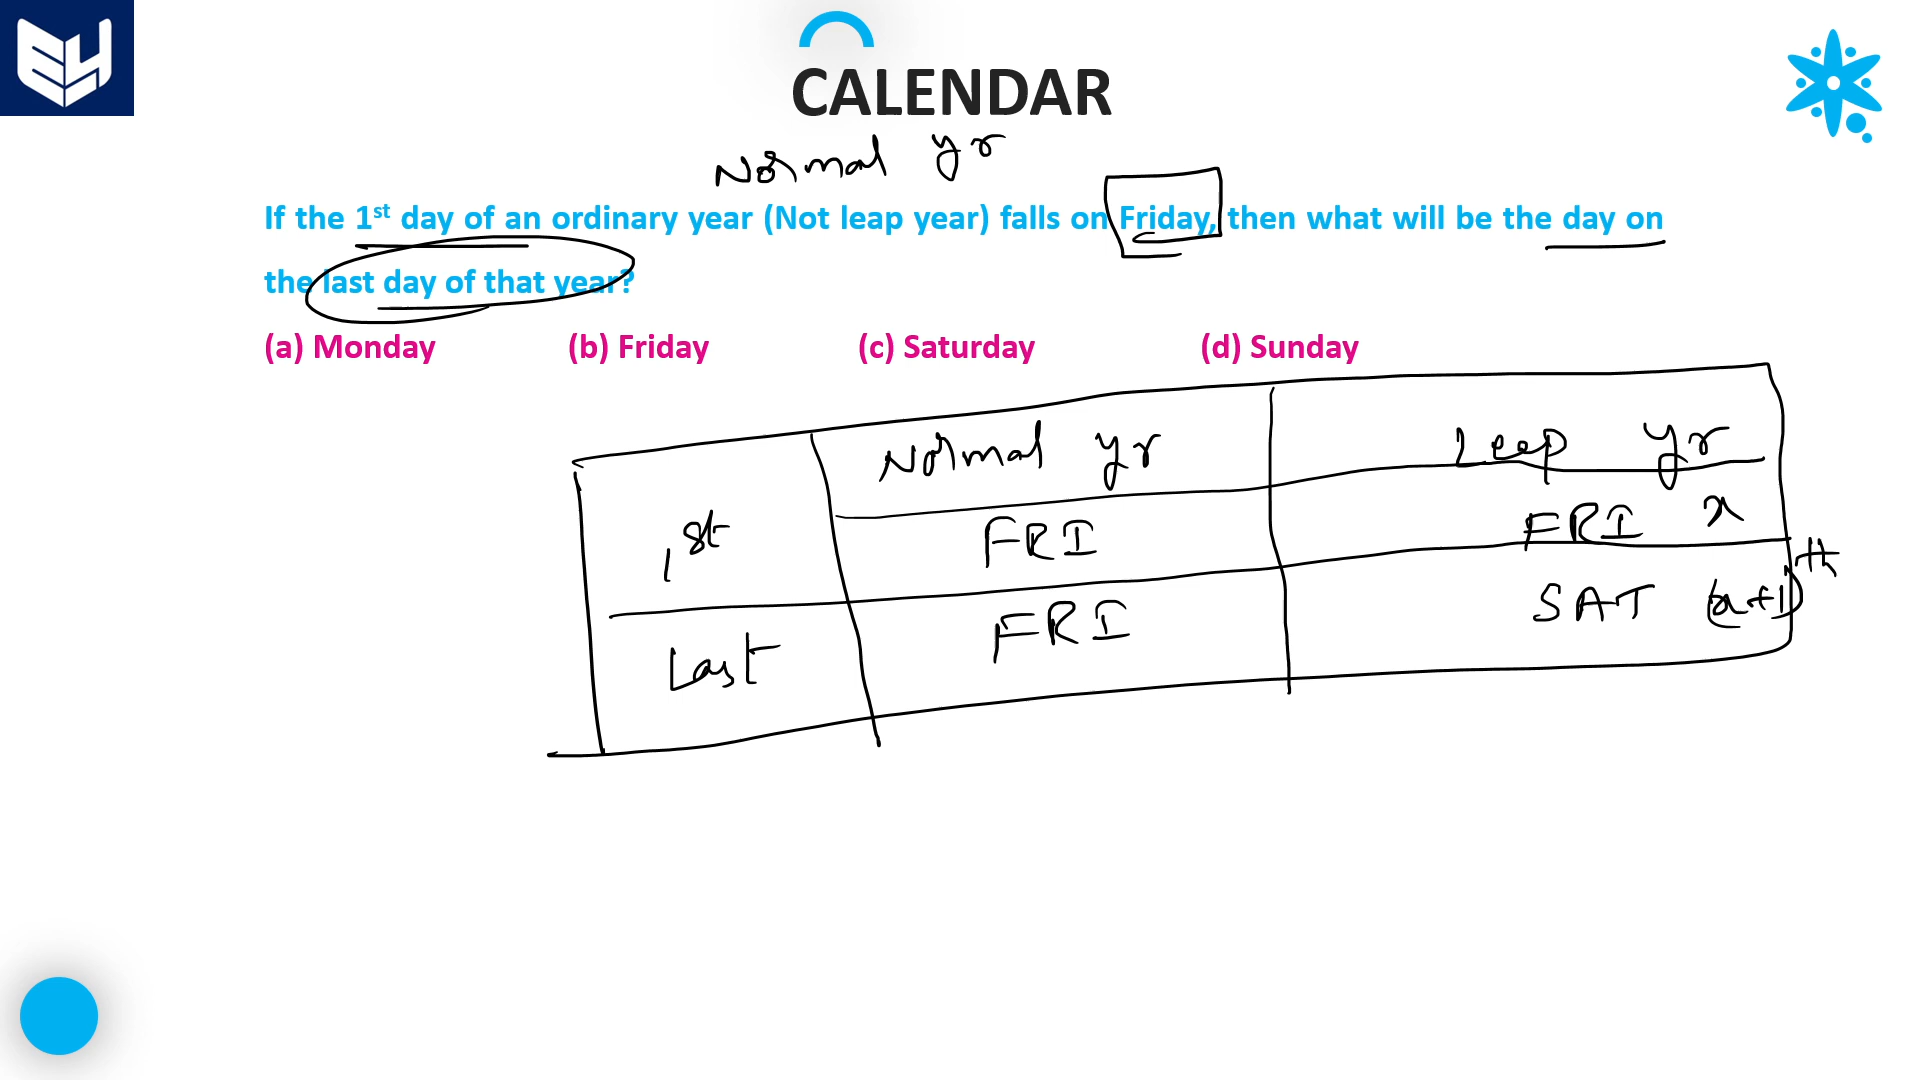 CALENDAR
Normal yr
If the 1st day of an ordinary year (Not leap year) falls on Friday, then what will be the day on
the last day of that year?
(a) Monday (b) Friday (c) Saturday (d) Sunday
Normal yr Leep yr
1st FRI FRI x
Last FRI SAT (x+1)th